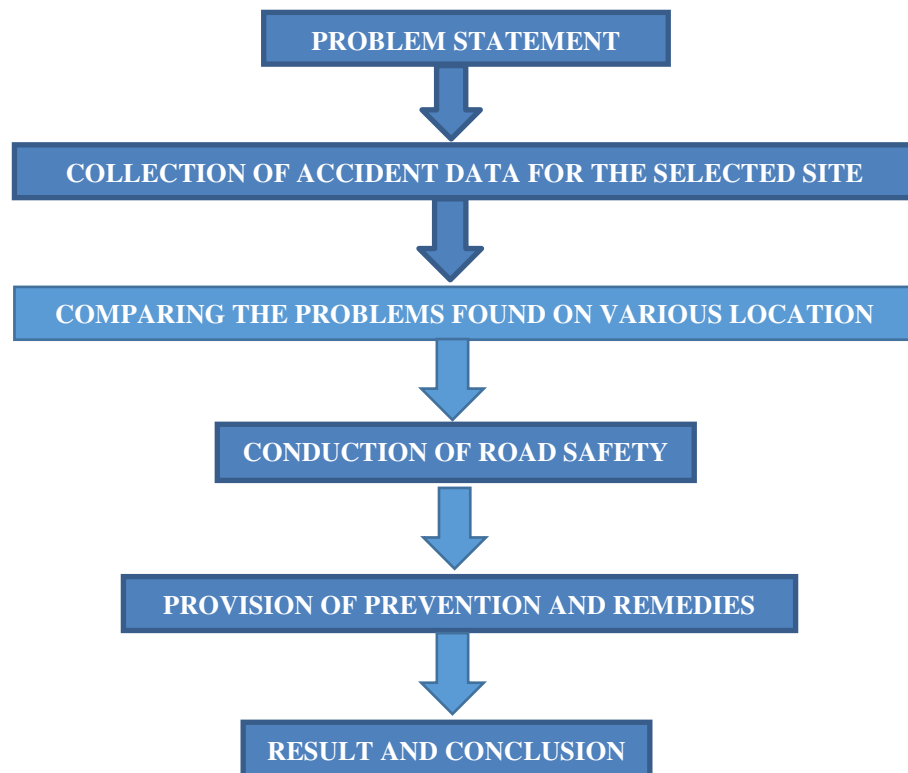 PROBLEM STATEMENT
COLLECTION OF ACCIDENT DATA FOR THE SELECTED SITE
COMPARING THE PROBLEMS FOUND ON VARIOUS LOCATION
CONDUCTION OF ROAD SAFETY
PROVISION OF PREVENTION AND REMEDIES
RESULT AND CONCLUSION